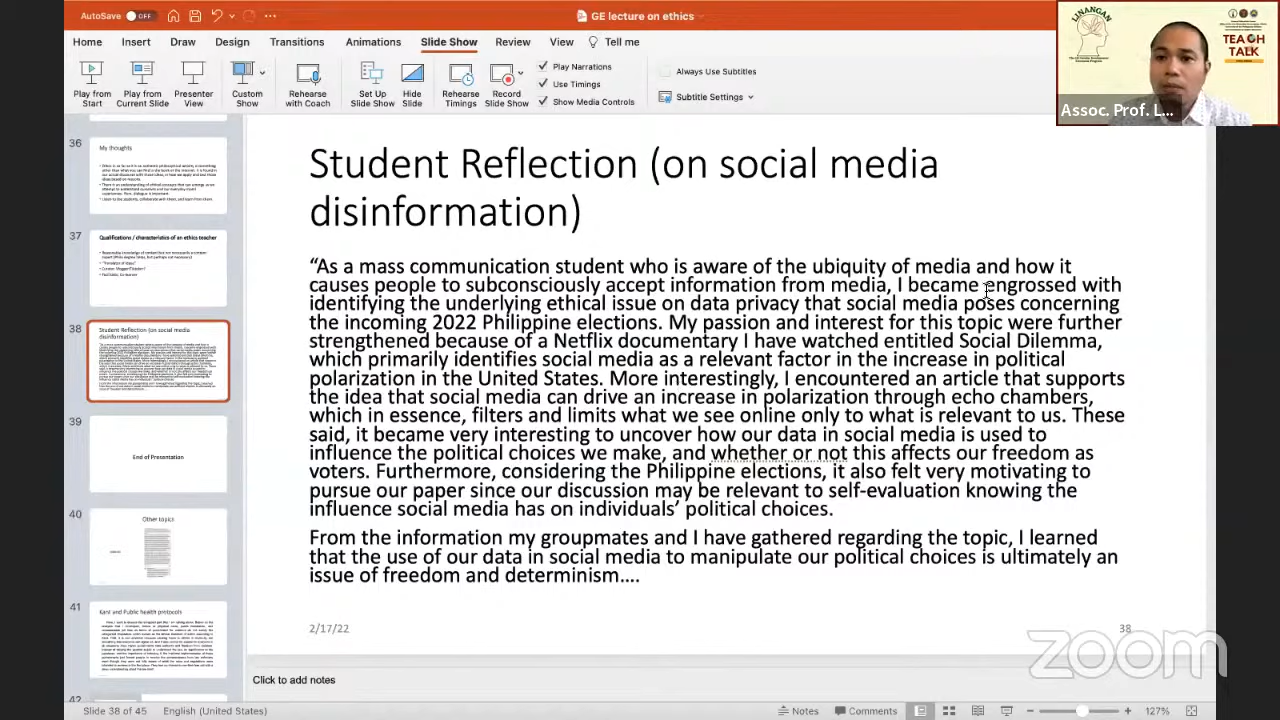 AutoSave OFF
GE lecture on ethics
Home Insert Draw Design Transitions Animations Slide Show Review View Tell me
Play from Start
Play from Current Slide
Presenter View
Custom Show
Rehearse with Coach
Set Up Slide Show
Hide Slide
Rehearse Timings
Record Slide Show
Play Narrations
Use Timings
Show Media Controls
Always Use Subtitles
Subtitle Settings
LINANGAN
TEACH
TALK
Assoc. Prof. L...
36
My thoughts
37
Qualifications / characteristics of an ethics teacher
38
Student Reflection (on social media
disinformation)
39
End of Presentation
40
Other topics
41
Kant and Public health protocols
42
Student Reflection (on social media
disinformation)
“As a mass communication student who is aware of the ubiquity of media and how it
causes people to subconsciously accept information from media, I became engrossed with
identifying the underlying ethical issue on data privacy that social media poses concerning
the incoming 2022 Philippine elections. My passion and interest for this topic were further
strengthened because of a Netflix documentary I have watched entitled Social Dilemma,
which primarily identifies social media as a relevant factor in the increase in political
polarization in the United States. More interestingly, I encountered an article that supports
the idea that social media can drive an increase in polarization through echo chambers,
which in essence, filters and limits what we see online only to what is relevant to us. These
said, it became very interesting to uncover how our data in social media is used to
influence the political choices we make, and whether or not this affects our freedom as
voters. Furthermore, considering the Philippine elections, it also felt very motivating to
pursue our paper since our discussion may be relevant to self-evaluation knowing the
influence social media has on individuals’ political choices.
From the information my groupmates and I have gathered regarding the topic, I learned
that the use of our data in social media to manipulate our political choices is ultimately an
issue of freedom and determinism….
2/17/22
38
zoom
Click to add notes
Slide 38 of 45 English (United States) Notes Comments 127%